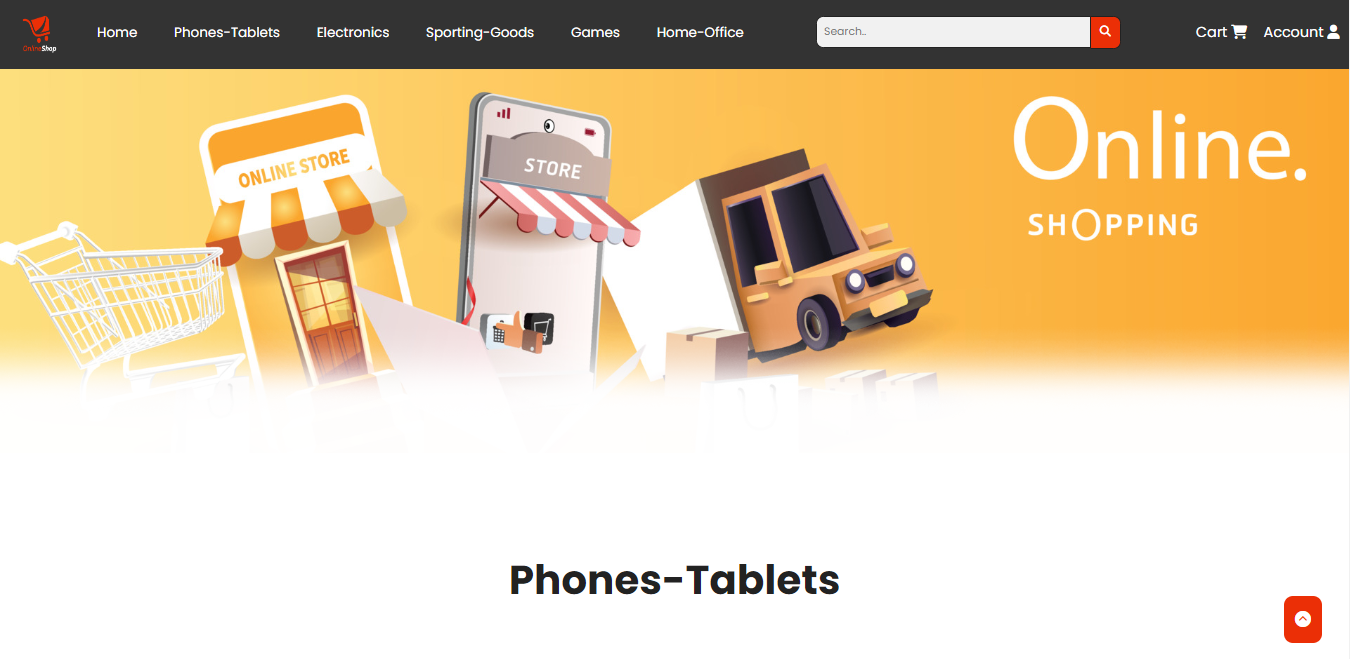 OnlineShop
Home
Phones-Tablets
Electronics
Sporting-Goods
Games
Home-Office
Search..
Cart
Account
ONLINE STORE
STORE
Online.
SHOPPING
Phones-Tablets